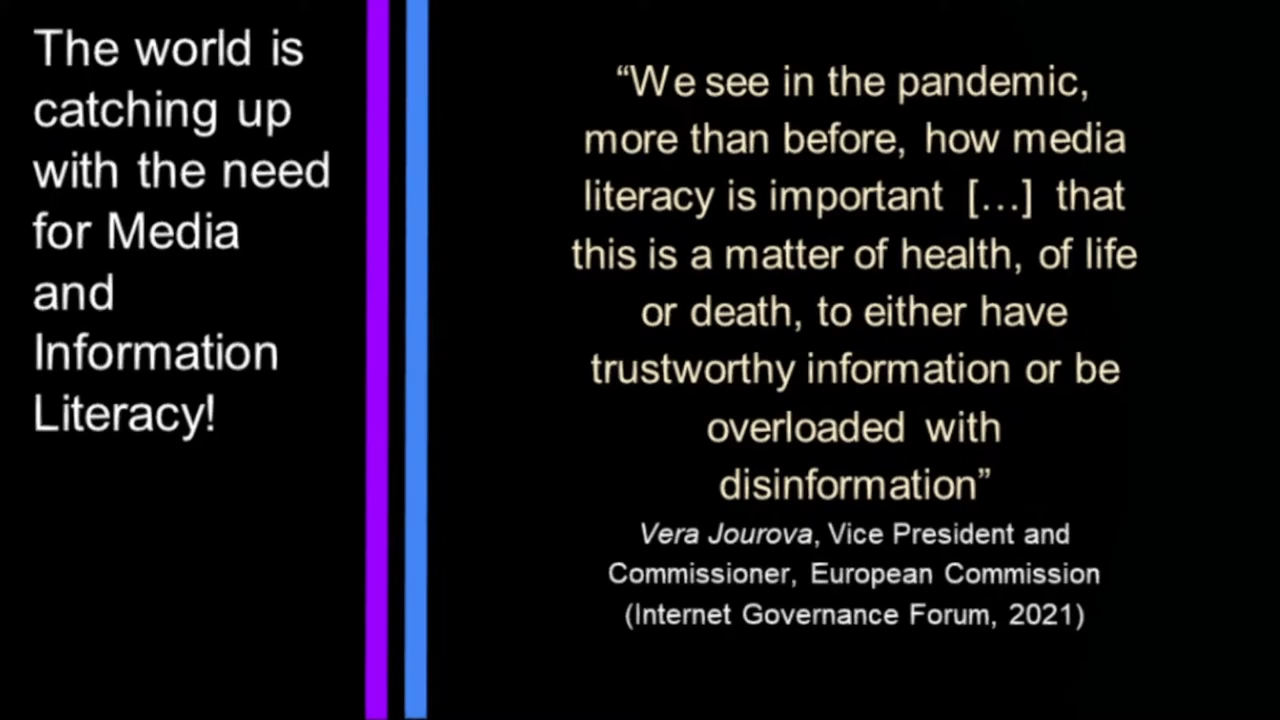 The world is
catching up
with the need
for Media
and
Information
Literacy!
“We see in the pandemic,
more than before, how media
literacy is important […] that
this is a matter of health, of life
or death, to either have
trustworthy information or be
overloaded with
disinformation”
Vera Jourova, Vice President and
Commissioner, European Commission
(Internet Governance Forum, 2021)